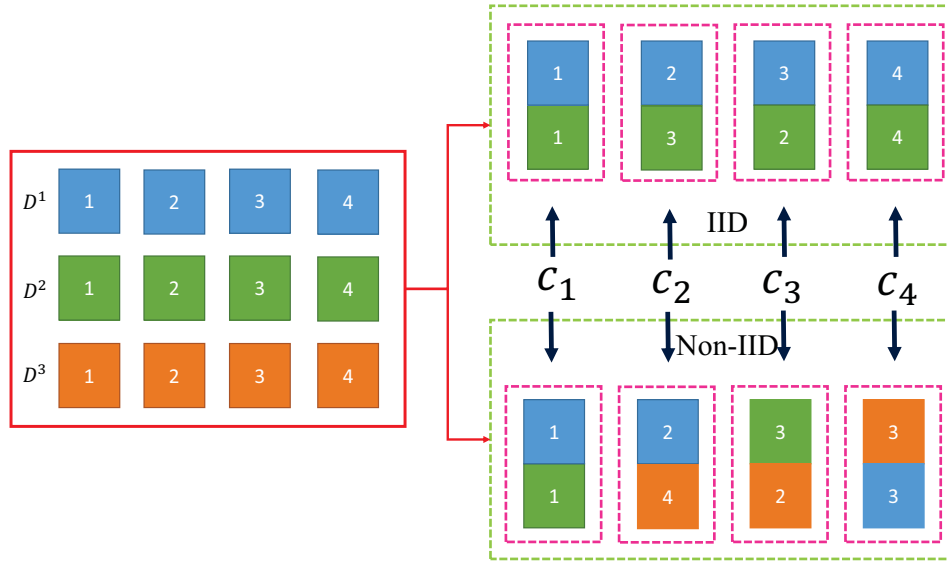 1 2 3 4
1 3 2 4
IID
D¹ 1 2 3 4
D² 1 2 3 4
D³ 1 2 3 4
c₁ c₂ c₃ c₄
Non-IID
1 2 3 3
1 4 2 3